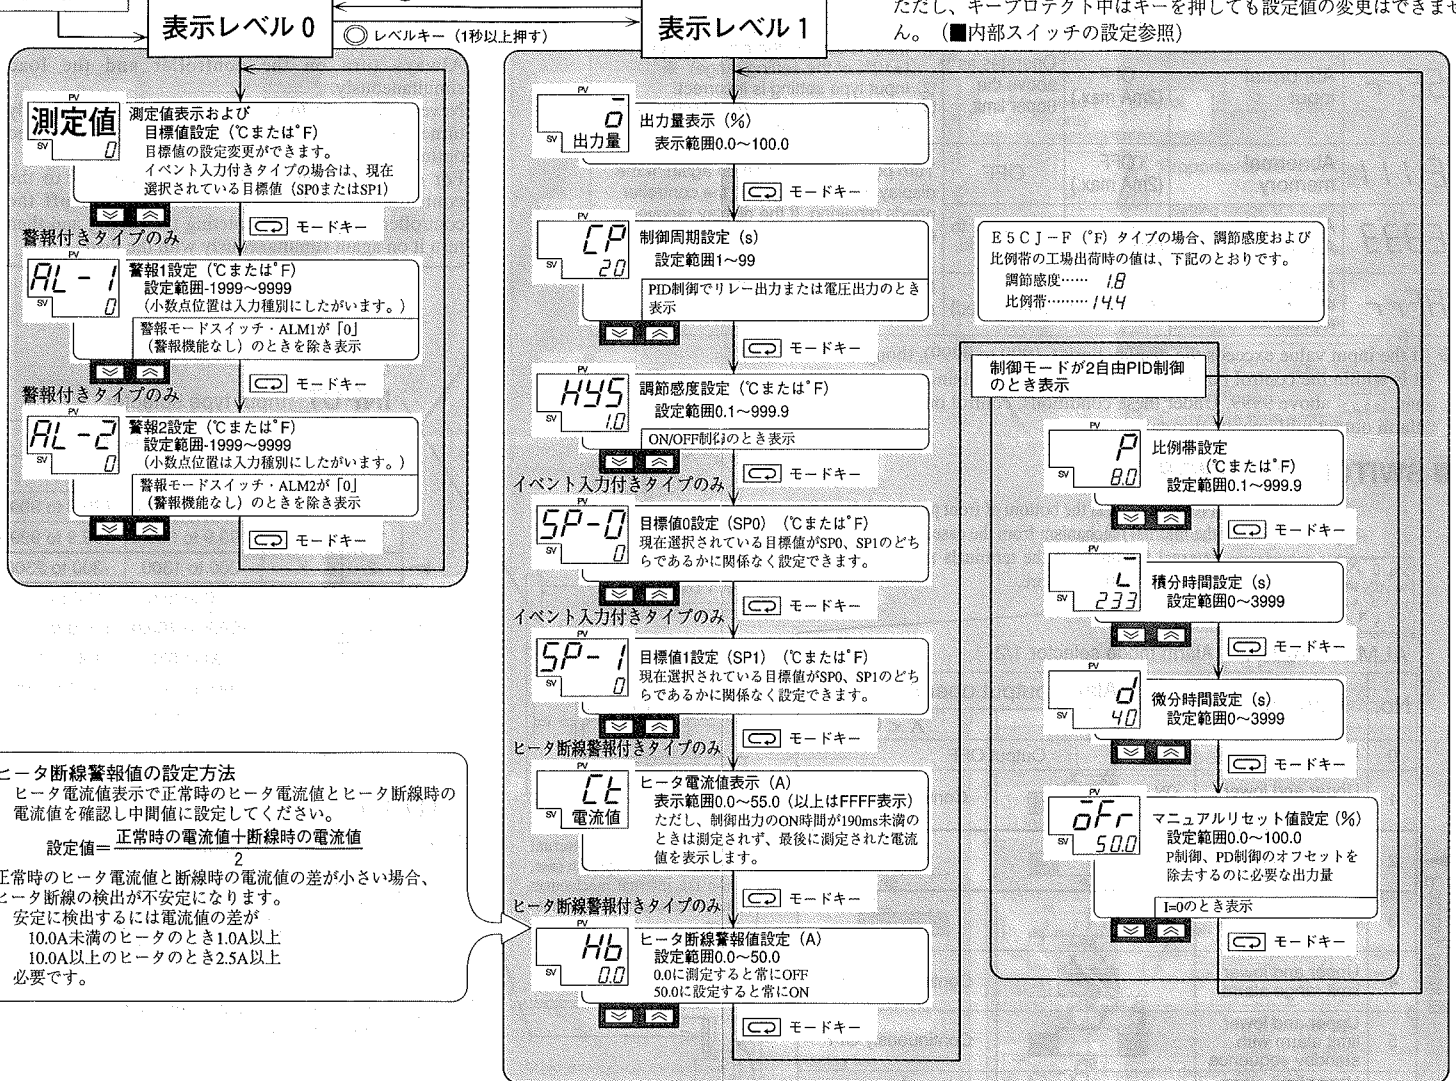 ただし、キープロテクト中はキーを押しても設定値の変更はできませ
ん。（■内部スイッチの設定参照）
表示レベル 0
◎ レベルキー（1秒以上押す）
表示レベル 1
PV
測定値
SV 0
測定値表示および
目標値設定（℃または°F）
目標値の設定変更ができます。
イベント入力付きタイプの場合は、現在
選択されている目標値（SP0またはSP1）
モードキー
警報付きタイプのみ
PV
AL-1
SV 0
警報1設定（℃または°F）
設定範囲-1999～9999
（小数点位置は入力種別にしたがいます。）
警報モードスイッチ・ALM1が「0」
（警報機能なし）のときを除き表示
モードキー
警報付きタイプのみ
PV
AL-2
SV 0
警報2設定（℃または°F）
設定範囲-1999～9999
（小数点位置は入力種別にしたがいます。）
警報モードスイッチ・ALM2が「0」
（警報機能なし）のときを除き表示
モードキー
ヒータ断線警報値の設定方法
ヒータ電流値表示で正常時のヒータ電流値とヒータ断線時の
電流値を確認し中間値に設定してください。
設定値＝正常時の電流値＋断線時の電流値
2
正常時のヒータ電流値と断線時の電流値の差が小さい場合、
ヒータ断線の検出が不安定になります。
安定に検出するには電流値の差が
10.0A未満のヒータのとき1.0A以上
10.0A以上のヒータのとき2.5A以上
必要です。
PV
ō
SV 出力量
出力量表示（%）
表示範囲0.0～100.0
モードキー
PV
CP
SV 20
制御周期設定（s）
設定範囲1～99
PID制御でリレー出力または電圧出力のとき
表示
モードキー
PV
HYS
SV 1.0
調節感度設定（℃または°F）
設定範囲0.1～999.9
ON/OFF制御のとき表示
モードキー
イベント入力付きタイプのみ
PV
SP-0
SV 0
目標値0設定（SP0）（℃または°F）
現在選択されている目標値がSP0、SP1のどち
らであるかに関係なく設定できます。
モードキー
イベント入力付きタイプのみ
PV
SP-1
SV 0
目標値1設定（SP1）（℃または°F）
現在選択されている目標値がSP0、SP1のどち
らであるかに関係なく設定できます。
モードキー
ヒータ断線警報付きタイプのみ
PV
Ct
SV 電流値
ヒータ電流値表示（A）
表示範囲0.0～55.0（以上はFFFF表示）
ただし、制御出力のON時間が190ms未満の
ときは測定されず、最後に測定された電流
値を表示します。
モードキー
ヒータ断線警報付きタイプのみ
PV
Hb
SV 0.0
ヒータ断線警報値設定（A）
設定範囲0.0～50.0
0.0に測定すると常にOFF
50.0に設定すると常にON
モードキー
E5CJ－F（°F）タイプの場合、調節感度および
比例帯の工場出荷時の値は、下記のとおりです。
調節感度…… 1.8
比例帯……… 14.4
制御モードが2自由PID制御
のとき表示
PV
P
SV 8.0
比例帯設定
（℃または°F）
設定範囲0.1～999.9
モードキー
PV
i
SV 233
積分時間設定（s）
設定範囲0～3999
モードキー
PV
d
SV 40
微分時間設定（s）
設定範囲0～3999
モードキー
PV
ōFr
SV 50.0
マニュアルリセット値設定（%）
設定範囲0.0～100.0
P制御、PD制御のオフセットを
除去するのに必要な出力量
I=0のとき表示
モードキー